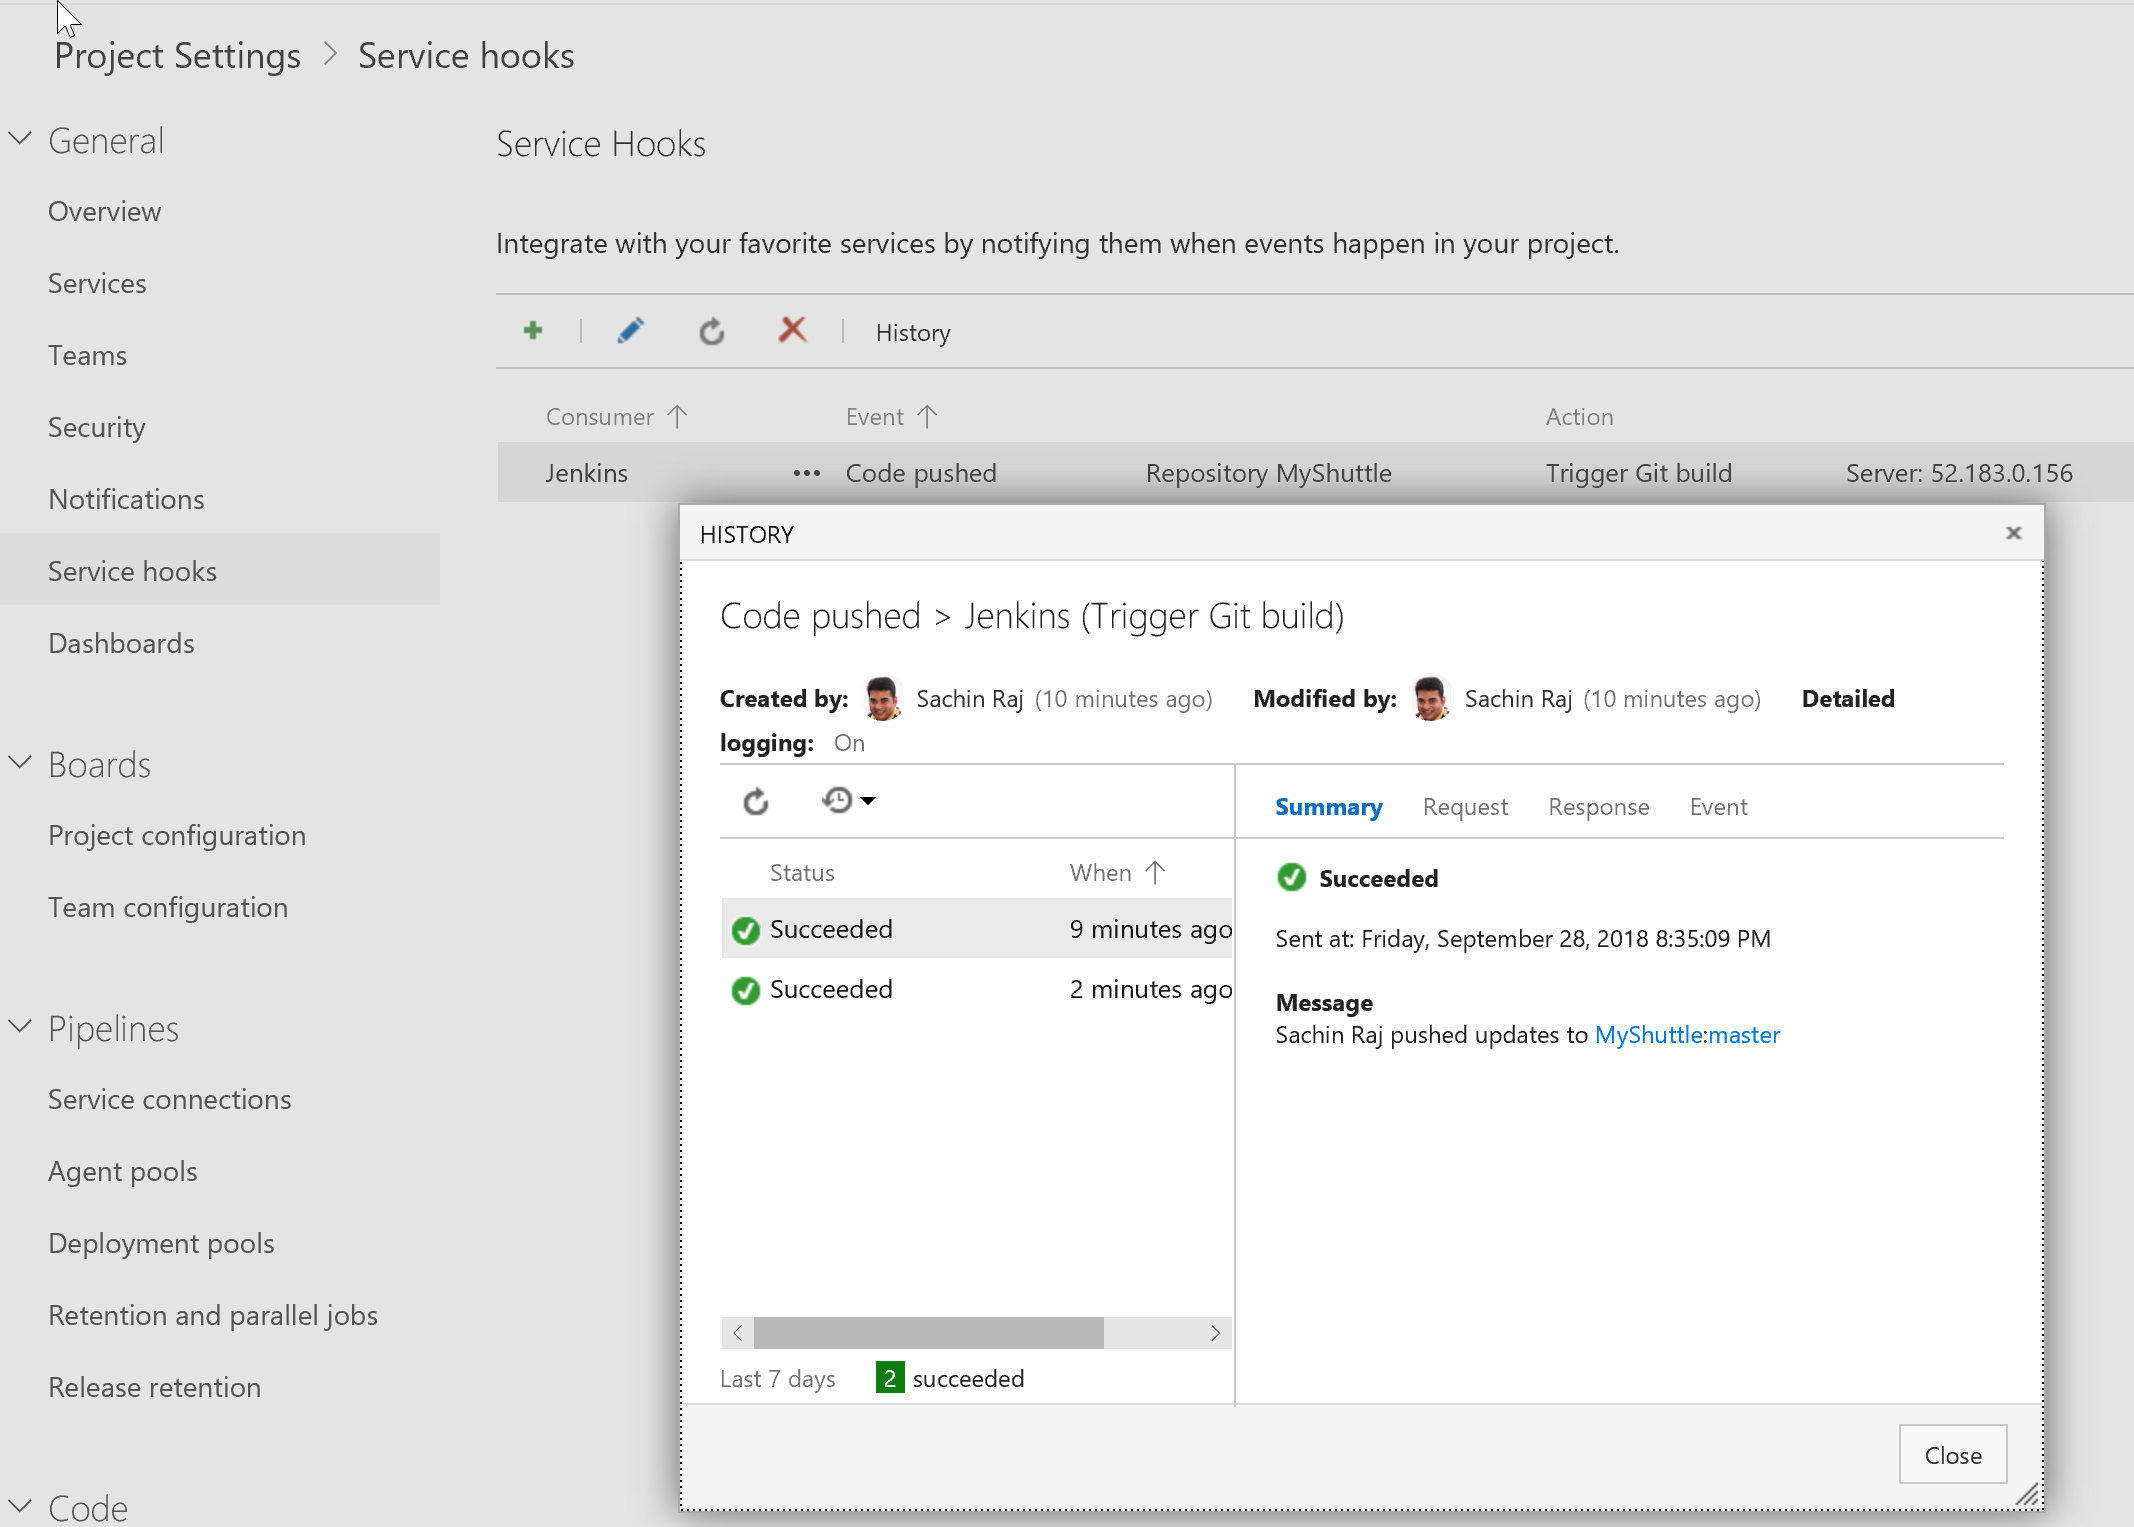 Project Settings > Service hooks
General
Overview
Services
Teams
Security
Notifications
Service hooks
Dashboards
Boards
Project configuration
Team configuration
Pipelines
Service connections
Agent pools
Deployment pools
Retention and parallel jobs
Release retention
Code
Service Hooks
Integrate with your favorite services by notifying them when events happen in your project.
History
Consumer Event Action
Jenkins ••• Code pushed Repository MyShuttle Trigger Git build Server: 52.183.0.156
HISTORY
Code pushed > Jenkins (Trigger Git build)
Created by: Sachin Raj (10 minutes ago) Modified by: Sachin Raj (10 minutes ago) Detailed
logging: On
Status When
Succeeded 9 minutes ago
Succeeded 2 minutes ago
Last 7 days 2 succeeded
Summary Request Response Event
Succeeded
Sent at: Friday, September 28, 2018 8:35:09 PM
Message
Sachin Raj pushed updates to MyShuttle:master
Close